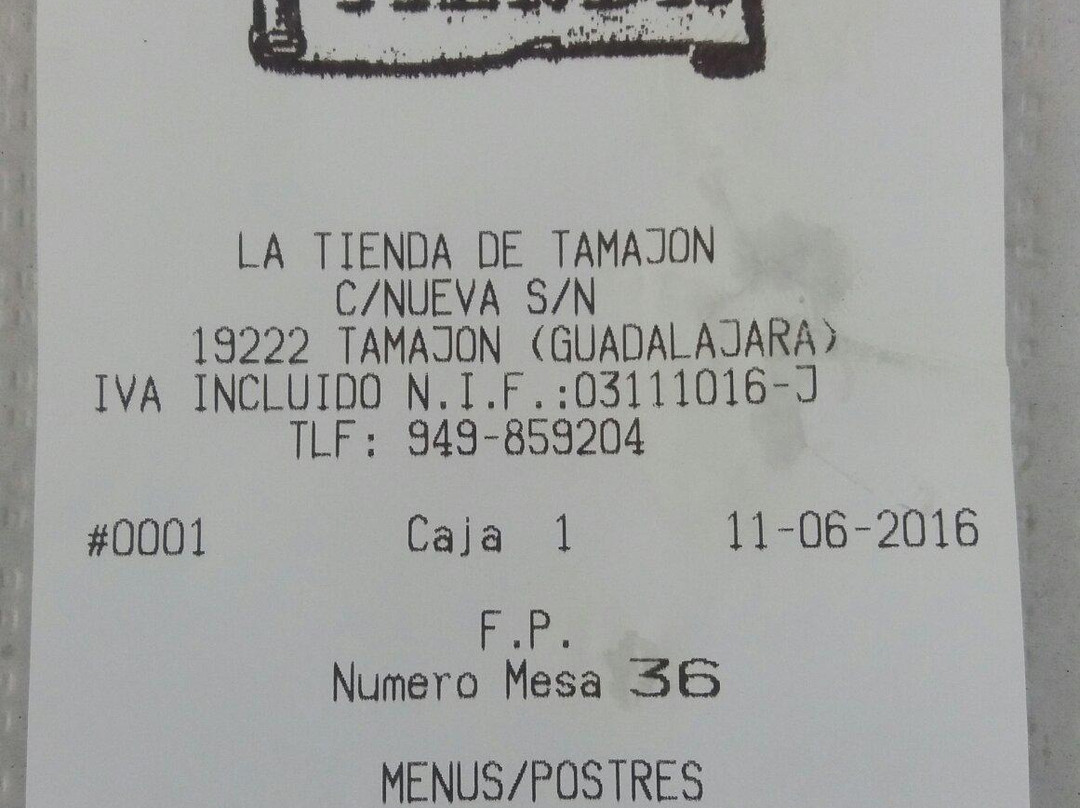 LA TIENDA DE TAMAJON
C/NUEVA S/N
19222 TAMAJON (GUADALAJARA)
IVA INCLUIDO N.I.F.:03111016-J
TLF: 949-859204
#0001 Caja 1 11-06-2016
F.P.
Numero Mesa 36
MENUS/POSTRES